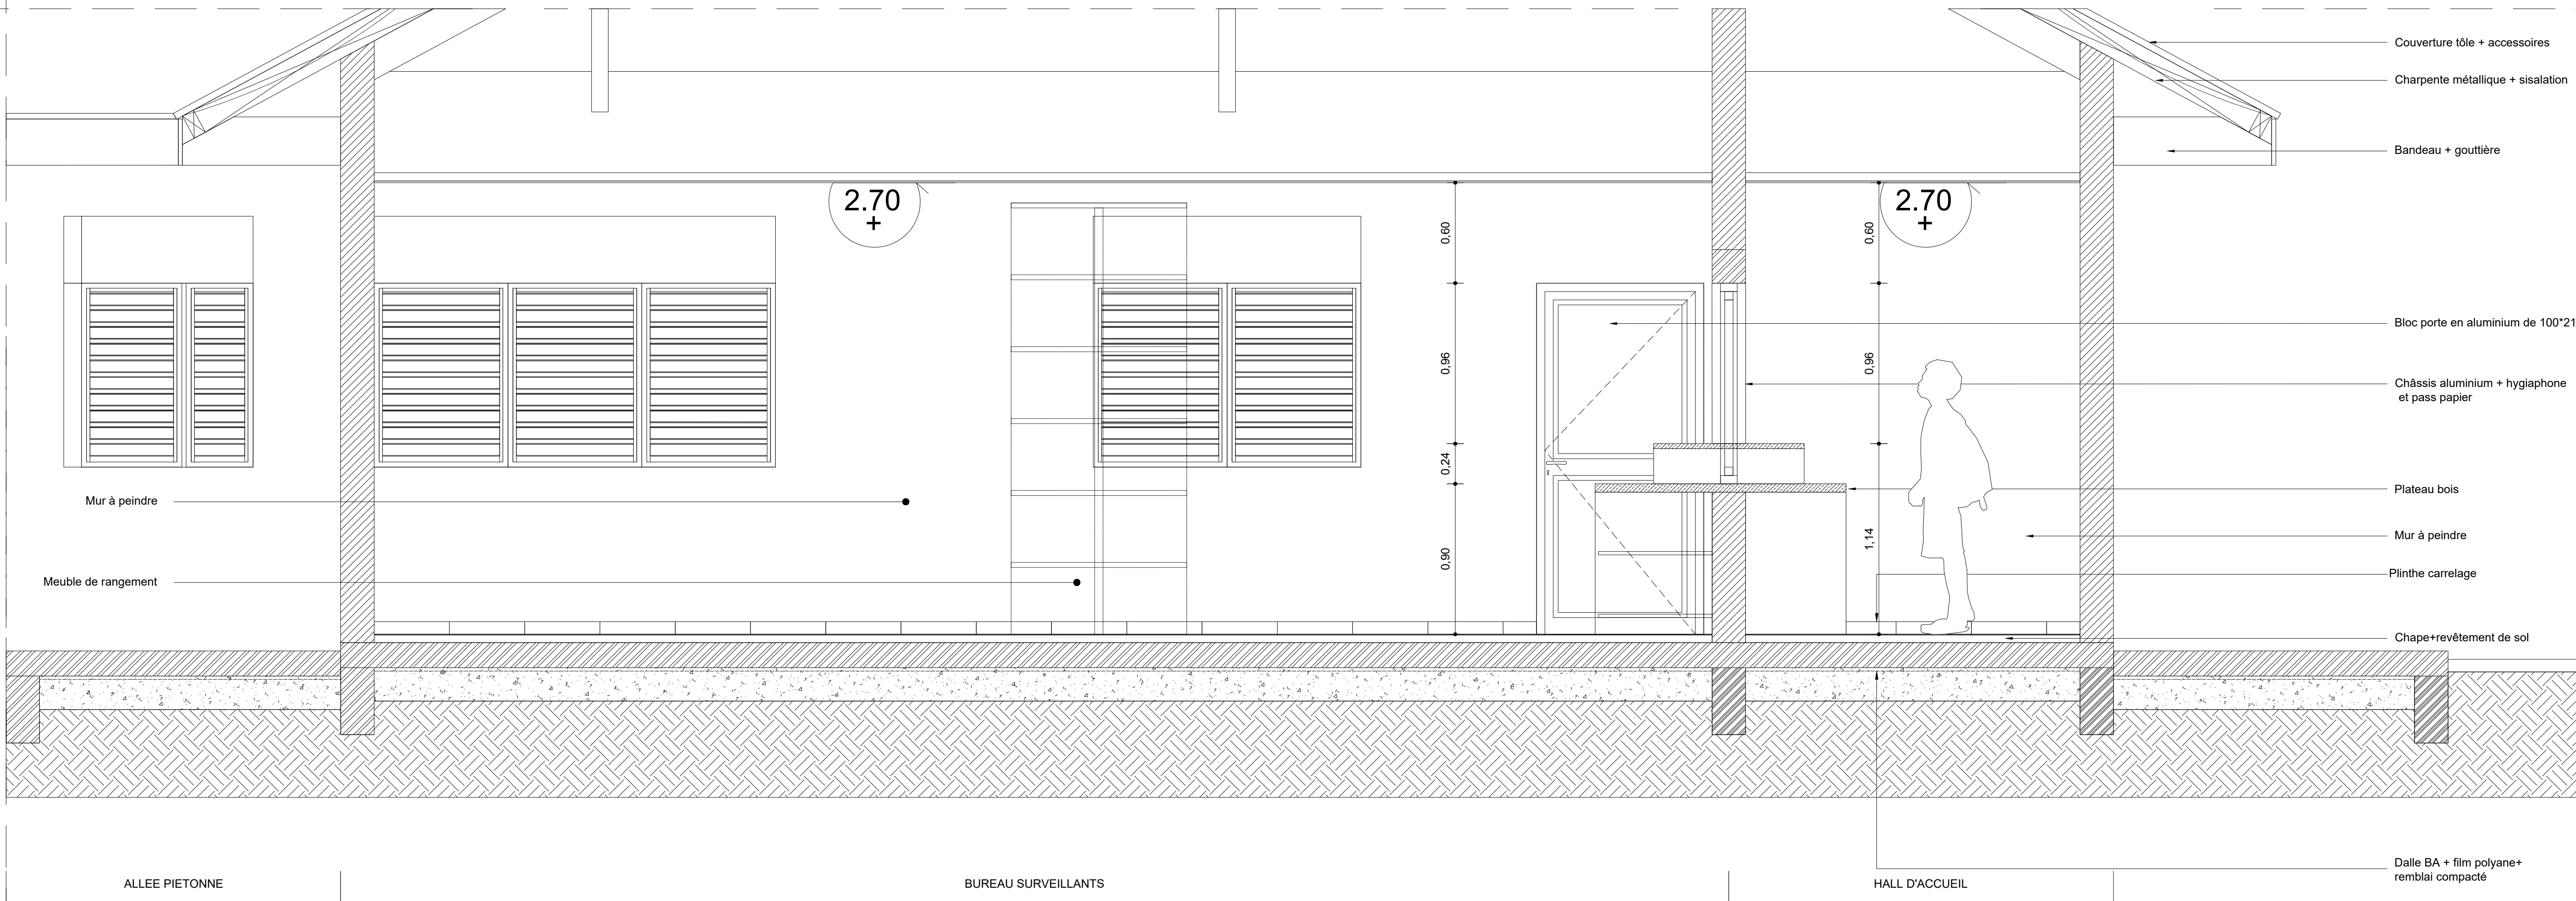 Couverture tôle + accessoires
Charpente métallique + sisalation
Bandeau + gouttière
2.70
+
2.70
+
0,60
0,60
Bloc porte en aluminium de 100*21
0,96
0,96
Châssis aluminium + hygiaphone
et pass papier
0,24
Plateau bois
Mur à peindre
0,90
1,14
Mur à peindre
Plinthe carrelage
Meuble de rangement
Chape+revêtement de sol
Dalle BA + film polyane+
remblai compacté
ALLEE PIETONNE
BUREAU SURVEILLANTS
HALL D'ACCUEIL